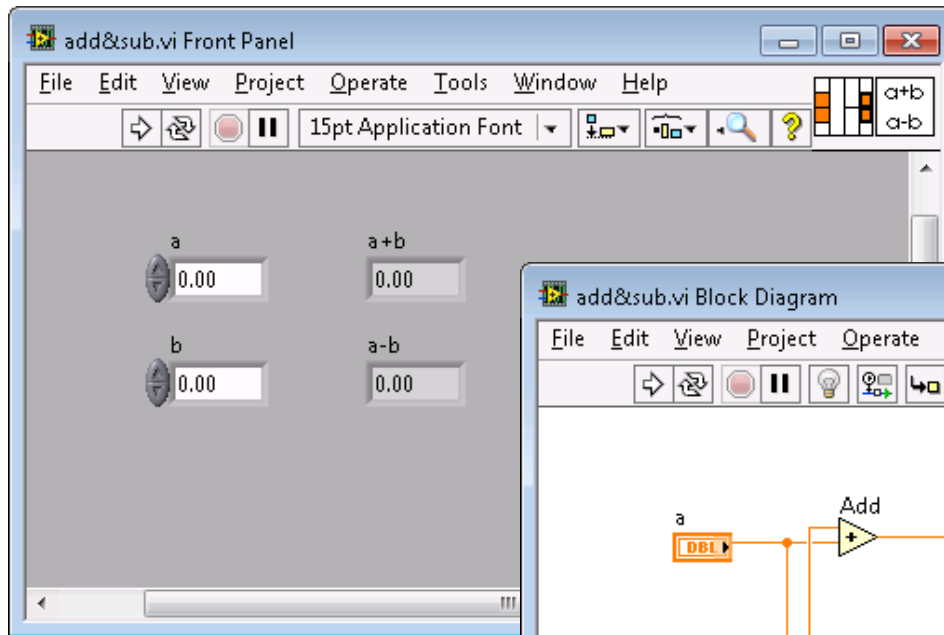 add&sub.vi Front Panel
File Edit View Project Operate Tools Window Help
a+b
a-b
15pt Application Font
a a+b
0.00 0.00
b a-b
0.00 0.00
add&sub.vi Block Diagram
File Edit View Project Operate
a
DBL
Add